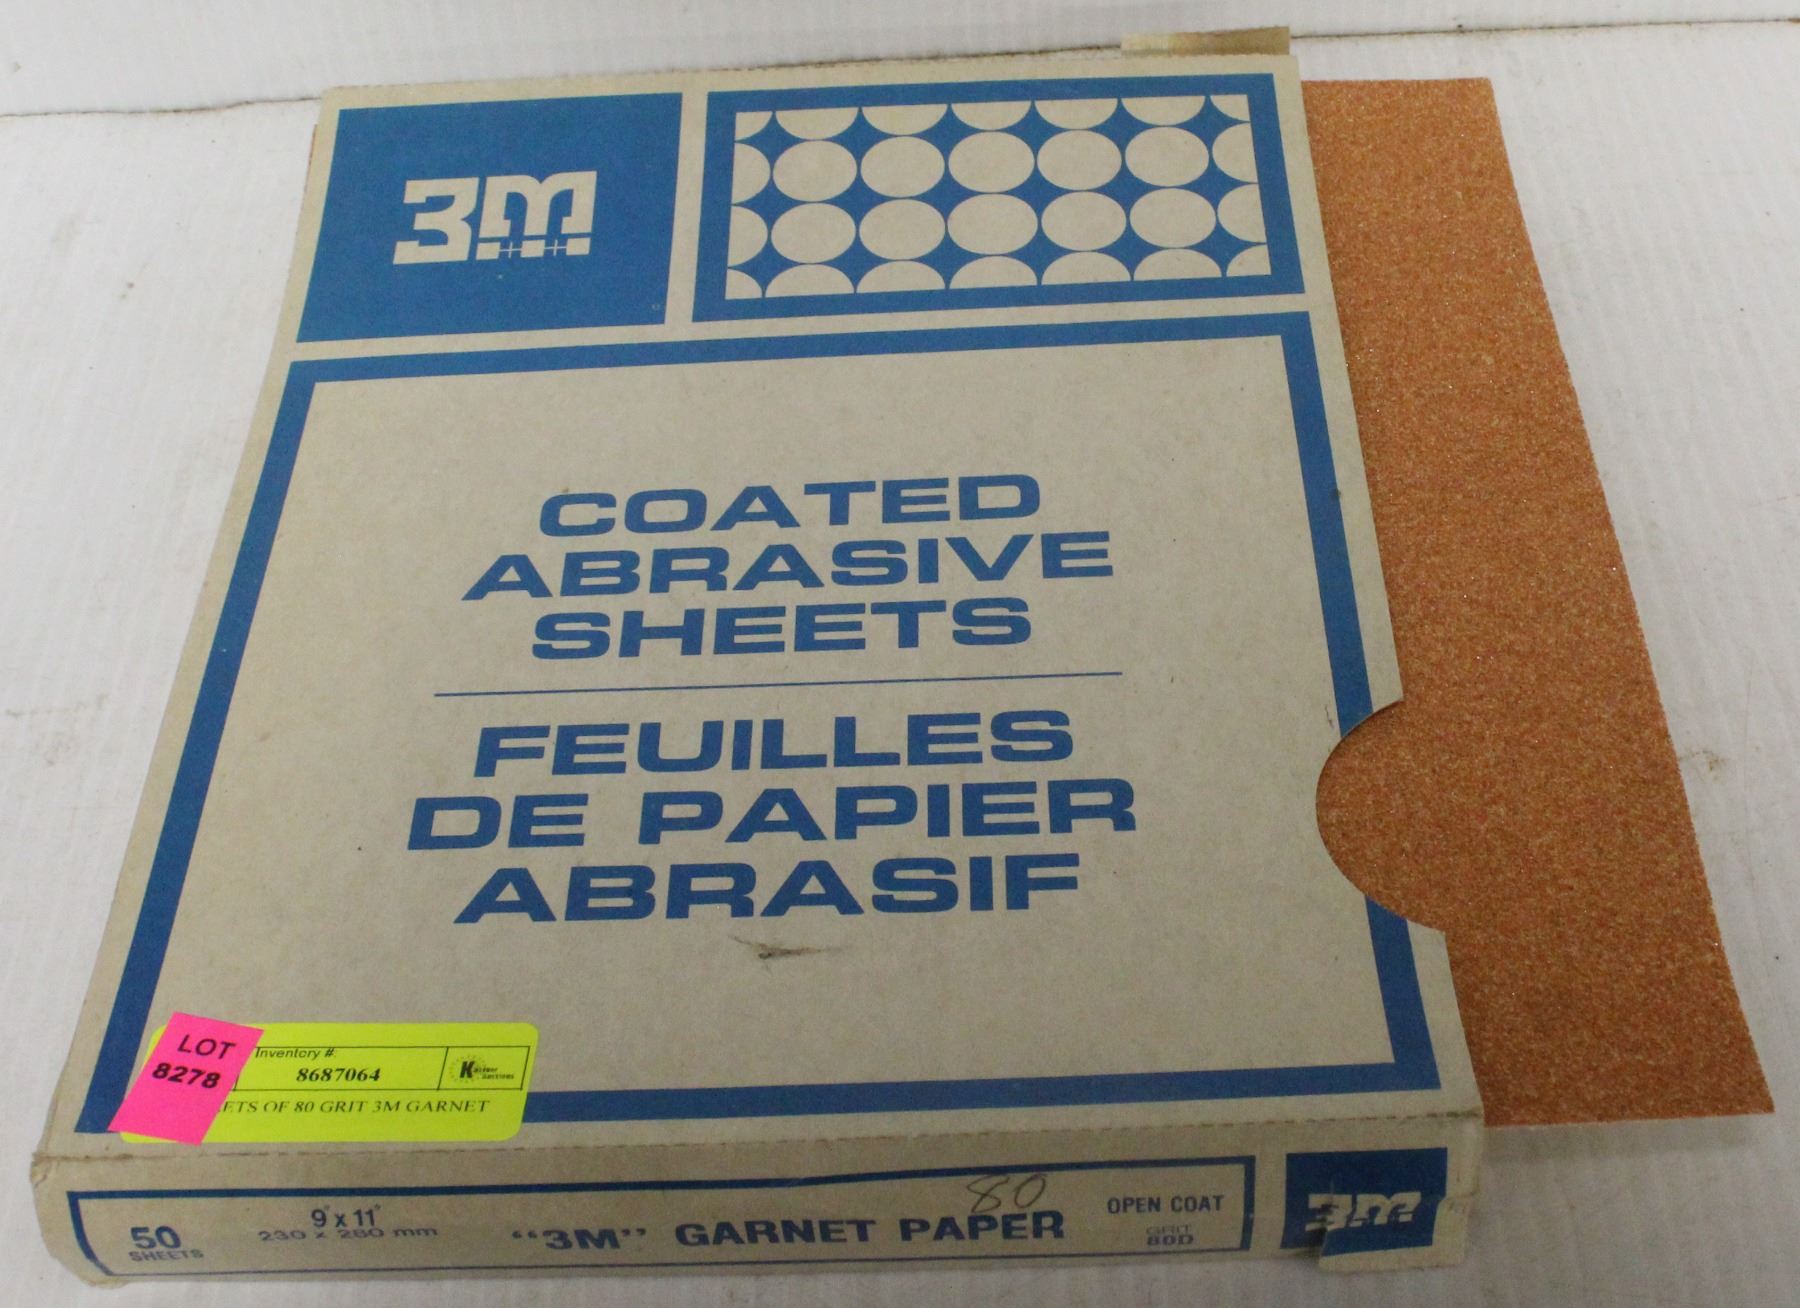 3M
COATED
ABRASIVE
SHEETS
FEUILLES
DE PAPIER
ABRASIF
LOT
8278
Inventory #:
8687064
ETS OF 80 GRIT 3M GARNET
50
SHEETS
9" x 11"
230 x 280 mm
"3M" GARNET PAPER
80
OPEN COAT
GRIT
80D
3M